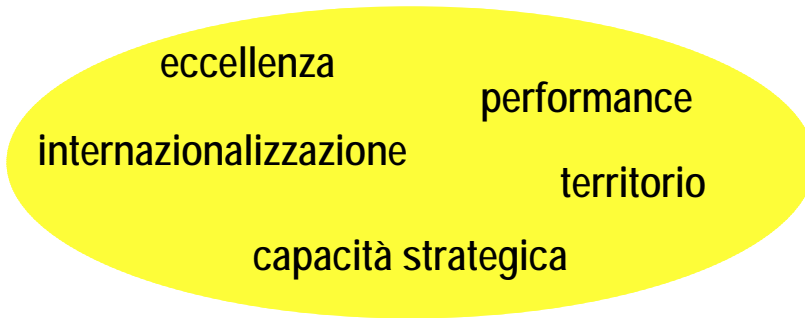 eccellenza
performance
internazionalizzazione
territorio
capacità strategica